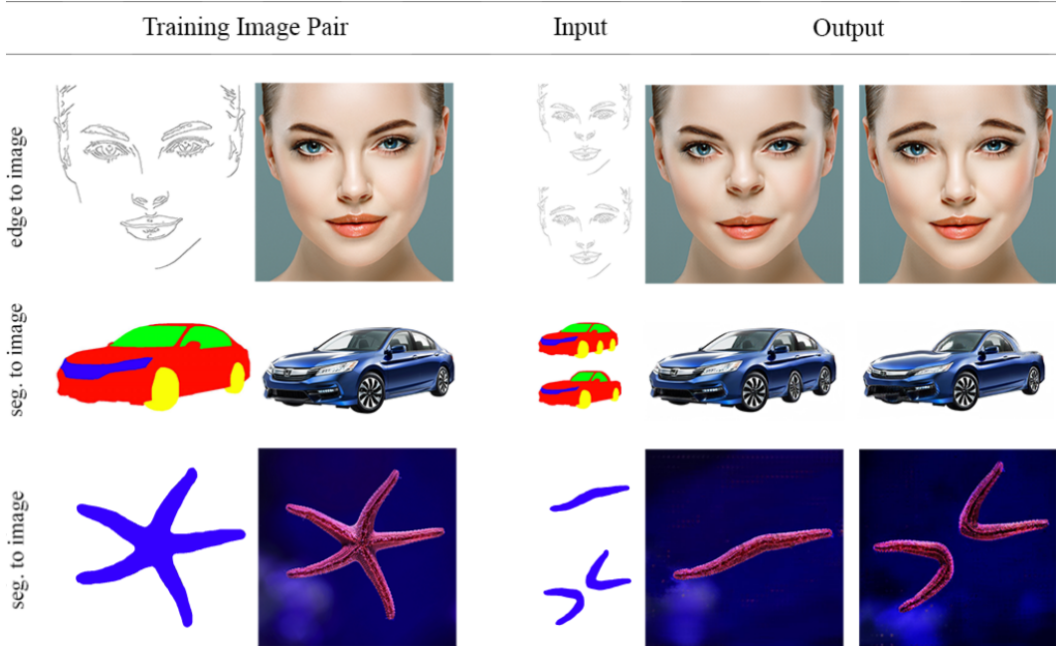 Training Image Pair
Input
Output
edge to image
seg. to image
seg. to image